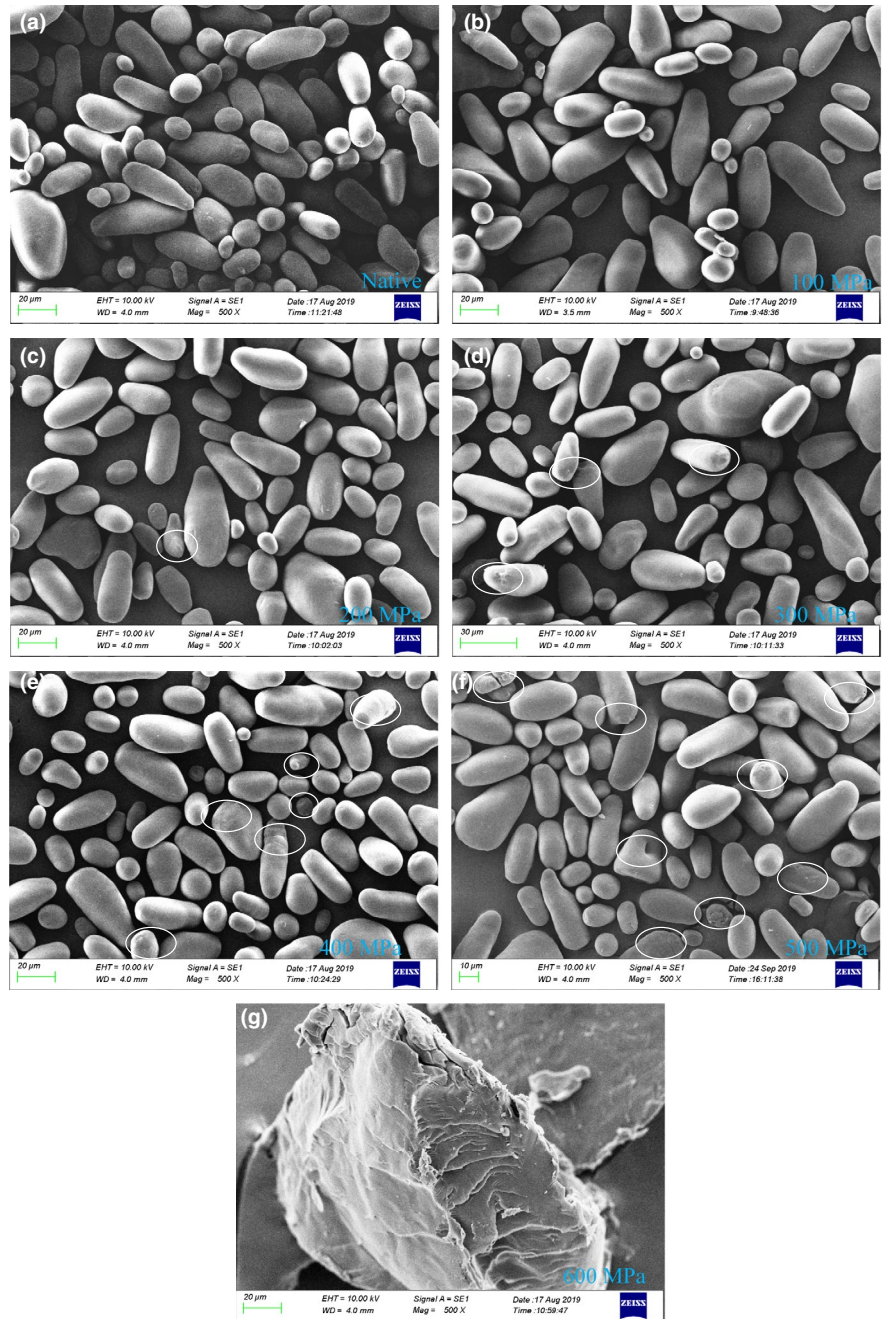 (a)
Native
20 µm
EHT = 10.00 kV Signal A = SE1 Date :17 Aug 2019
WD = 4.0 mm Mag = 500 X Time :11:21:48
ZEISS
(b)
100 MPa
20 µm
EHT = 10.00 kV Signal A = SE1 Date :17 Aug 2019
WD = 3.5 mm Mag = 500 X Time :9:48:36
ZEISS
(c)
200 MPa
20 µm
EHT = 10.00 kV Signal A = SE1 Date :17 Aug 2019
WD = 4.0 mm Mag = 500 X Time :10:02:03
ZEISS
(d)
300 MPa
30 µm
EHT = 10.00 kV Signal A = SE1 Date :17 Aug 2019
WD = 4.0 mm Mag = 500 X Time :10:11:33
ZEISS
(e)
400 MPa
20 µm
EHT = 10.00 kV Signal A = SE1 Date :17 Aug 2019
WD = 4.0 mm Mag = 500 X Time :10:24:29
ZEISS
(f)
500 MPa
10 µm
EHT = 10.00 kV Signal A = SE1 Date :24 Sep 2019
WD = 4.0 mm Mag = 500 X Time :16:11:38
ZEISS
(g)
600 MPa
20 µm
EHT = 10.00 kV Signal A = SE1 Date :17 Aug 2019
WD = 4.0 mm Mag = 500 X Time :10:59:47
ZEISS